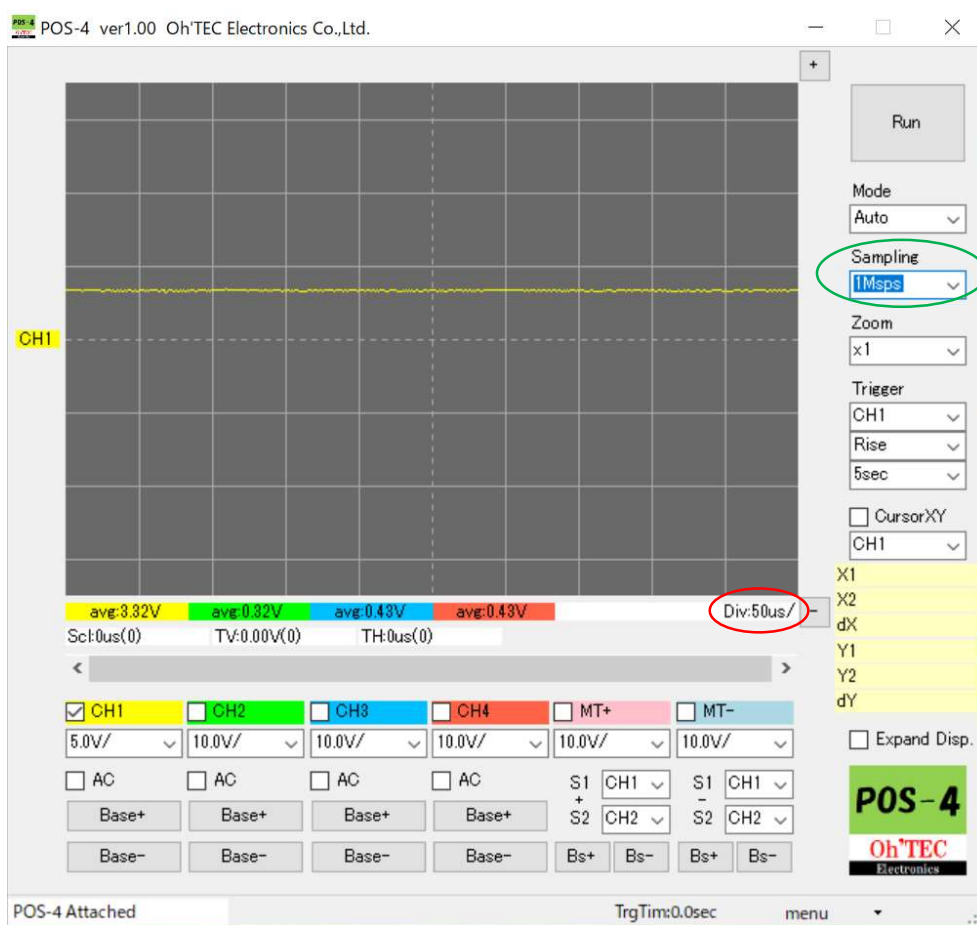 POS-4 ver1.00 Oh'TEC Electronics Co.,Ltd.
+
Run
Mode
Auto
Sampling
1Msps
Zoom
x1
Trigger
CH1
Rise
5sec
CursorXY
CH1
X1
X2
dX
Y1
Y2
dY
Expand Disp.
CH1
avg:3.32V avg:0.32V avg:0.43V avg:0.43V Div:50us/ -
Scl:0us(0) TV:0.00V(0) TH:0us(0)
< >
CH1 CH2 CH3 CH4 MT+ MT-
5.0V/ 10.0V/ 10.0V/ 10.0V/ 10.0V/ 10.0V/
AC AC AC AC S1 CH1 S1 CH1
+ -
Base+ Base+ Base+ Base+ S2 CH2 S2 CH2
Base- Base- Base- Base- Bs+ Bs- Bs+ Bs-
POS-4
Oh'TEC
Electronics
POS-4 Attached TrgTim:0.0sec menu